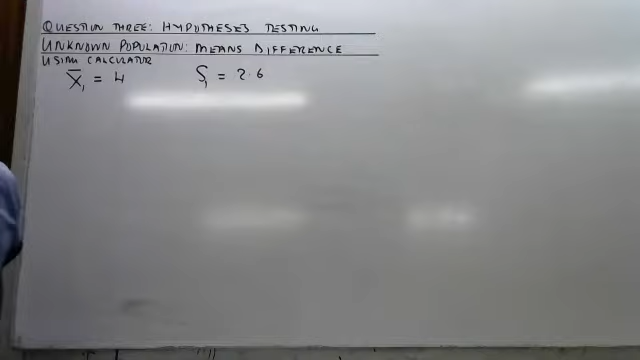 QUESTION THREE: HYPOTHESES TESTING
UNKNOWN POPULATION: MEANS DIFFERENCE
USING CALCULATOR
X̄₁ = 4 S₁ = 2.6